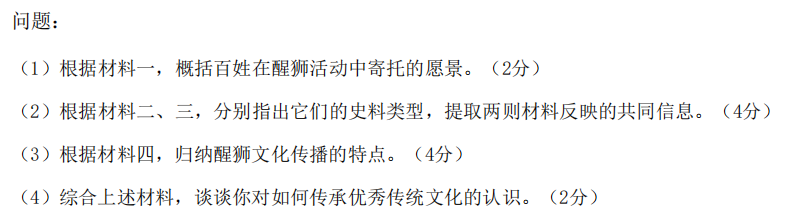 问题：
（1）根据材料一，概括百姓在醒狮活动中寄托的愿景。（2分）
（2）根据材料二、三，分别指出它们的史料类型，提取两则材料反映的共同信息。（4分）
（3）根据材料四，归纳醒狮文化传播的特点。（4分）
（4）综合上述材料，谈谈你对如何传承优秀传统文化的认识。（2分）